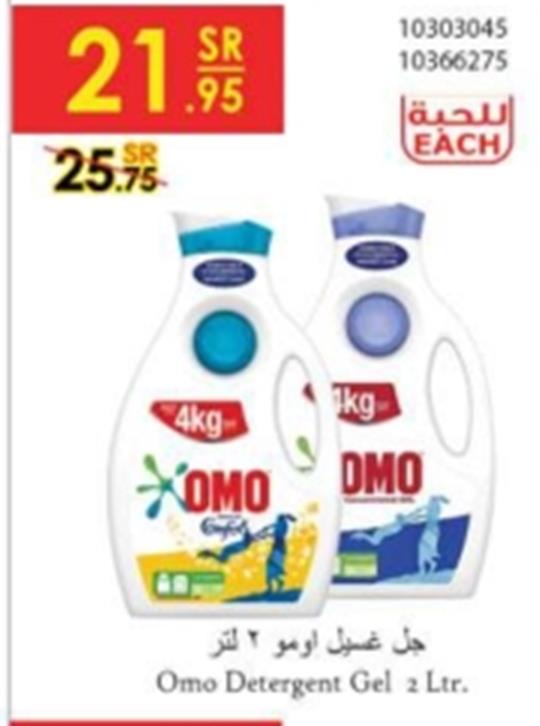 21.95 SR
10303045
10366275
للحبة
EACH
25.75 SR
4kg
4kg
OMO
OMO
Comfort
جل غسيل اومو ٢ لتر
Omo Detergent Gel 2 Ltr.